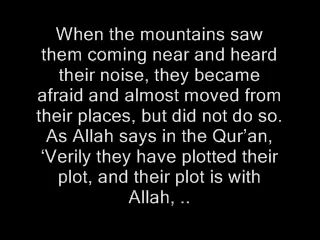 When the mountains saw
them coming near and heard
their noise, they became
afraid and almost moved from
their places, but did not do so.
As Allah says in the Qur’an,
‘Verily they have plotted their
plot, and their plot is with
Allah, ..